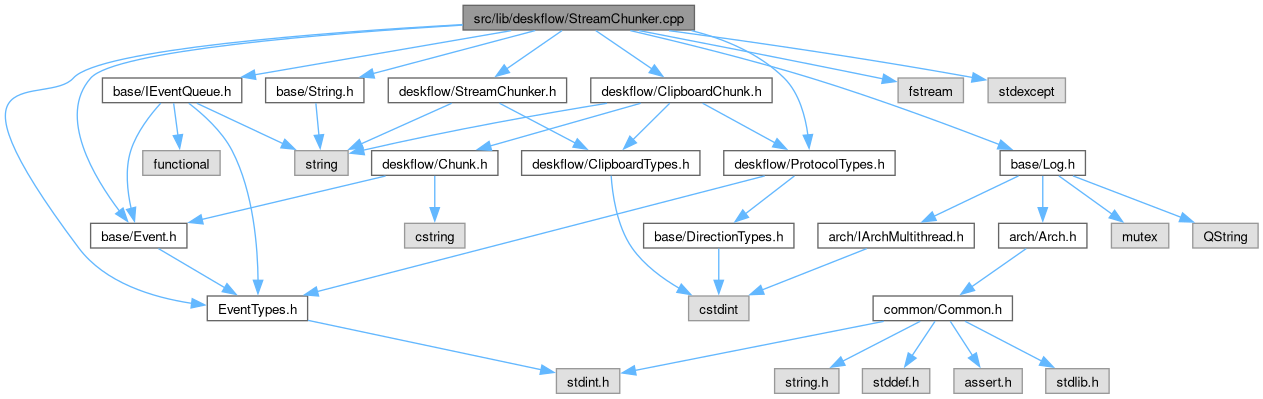 src/lib/deskflow/StreamChunker.cpp
base/IEventQueue.h
base/String.h
deskflow/StreamChunker.h
deskflow/ClipboardChunk.h
fstream
stdexcept
functional
string
deskflow/Chunk.h
deskflow/ClipboardTypes.h
deskflow/ProtocolTypes.h
base/Log.h
base/Event.h
cstring
base/DirectionTypes.h
arch/IArchMultithread.h
arch/Arch.h
mutex
QString
EventTypes.h
cstdint
common/Common.h
stdint.h
string.h
stddef.h
assert.h
stdlib.h